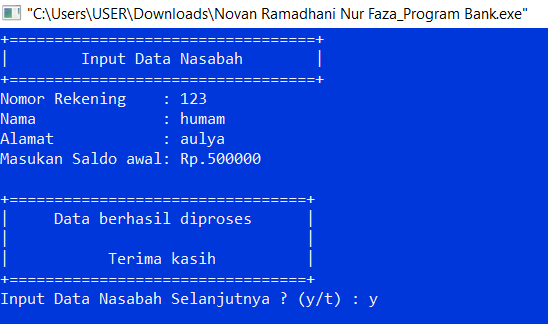 "C:\Users\USER\Downloads\Novan Ramadhani Nur Faza_Program Bank.exe"
+==================================+
|        Input Data Nasabah        |
+==================================+
Nomor Rekening    : 123
Nama              : humam
Alamat            : aulya
Masukan Saldo awal: Rp.500000
+=================================+
|     Data berhasil diproses      |
|                                 |
|           Terima kasih          |
+=================================+
Input Data Nasabah Selanjutnya ? (y/t) : y